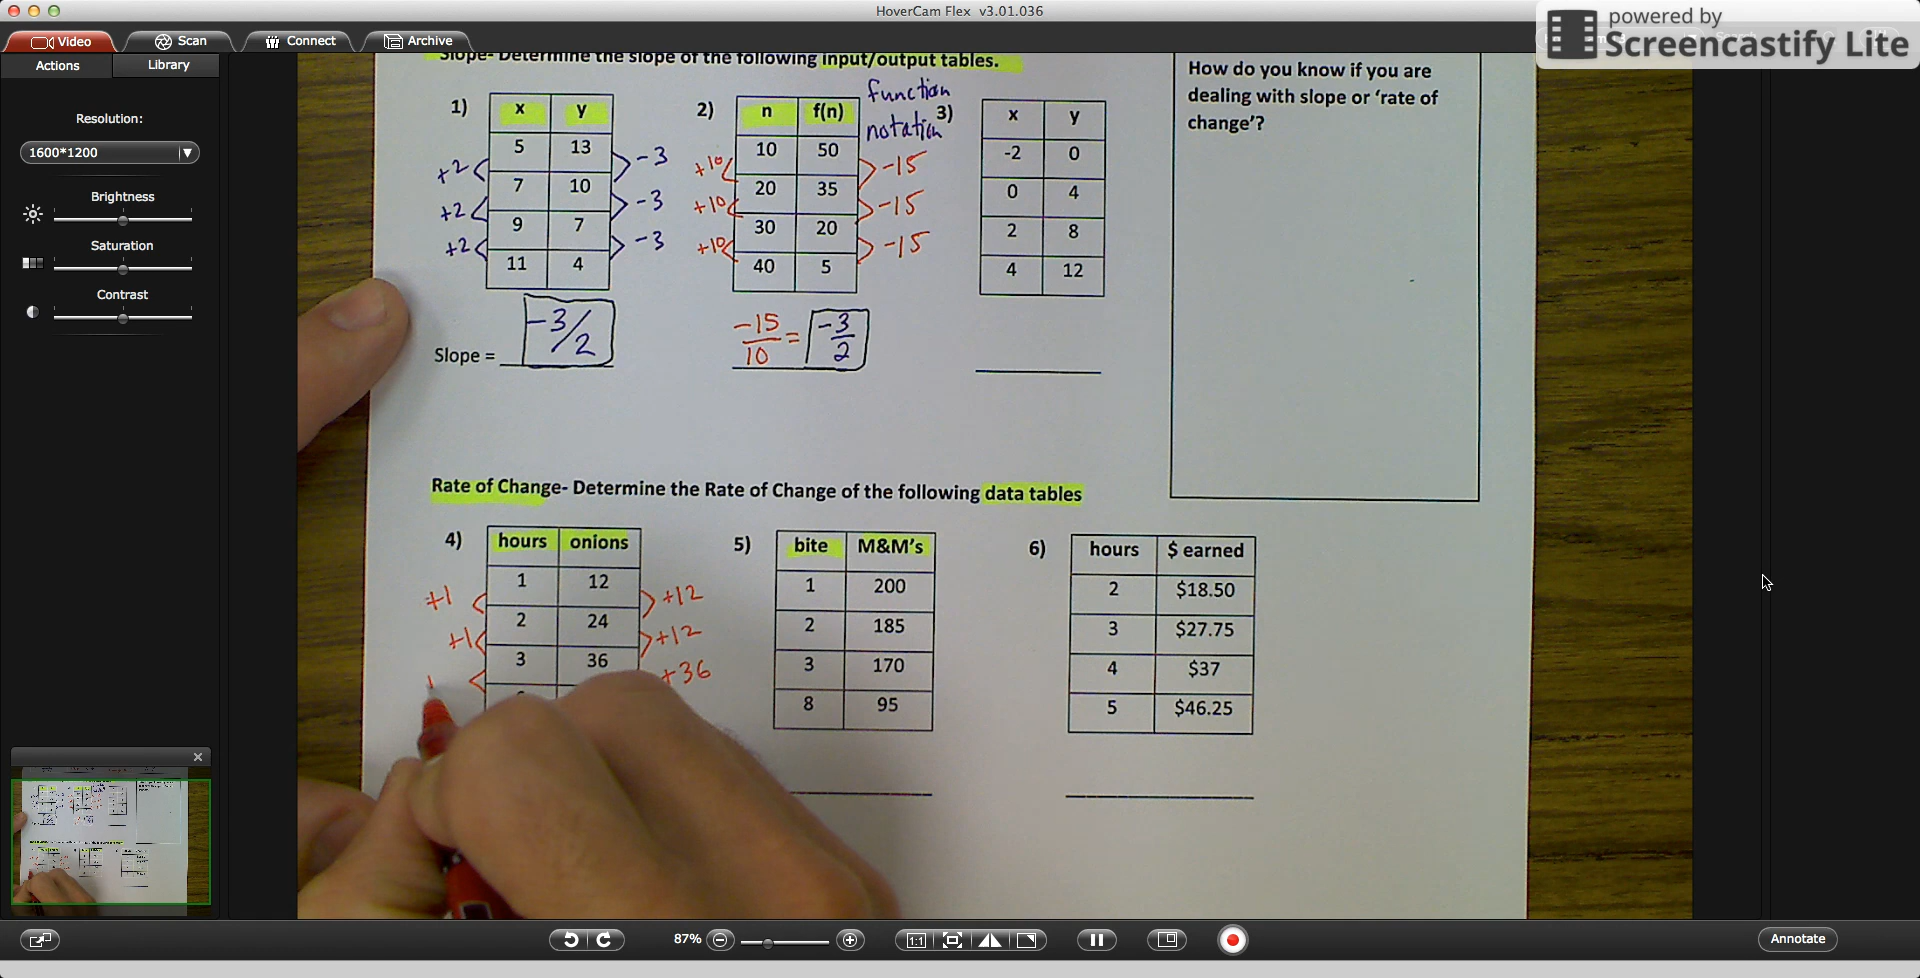 HoverCam Flex v3.01.036
powered by
Screencastify Lite
Video
Scan
Connect
Archive
Actions
Library
Resolution:
1600*1200
Brightness
Saturation
Contrast
Slope- Determine the slope of the following input/output tables.
How do you know if you are
dealing with slope or ‘rate of
change’?
function
notation
1)
x y
5 13
7 10
9 7
11 4
+2
+2
+2
-3
-3
-3
Slope =
-3/2
2)
n f(n)
10 50
20 35
30 20
40 5
+10
+10
+10
-15
-15
-15
-15/10 = -3/2
3)
x y
-2 0
0 4
2 8
4 12
Rate of Change- Determine the Rate of Change of the following data tables
4)
hours onions
1 12
2 24
3 36
+1
+1
+12
+12
+36
5)
bite M&M’s
1 200
2 185
3 170
8 95
6)
hours $ earned
2 $18.50
3 $27.75
4 $37
5 $46.25
87%
1:1
Annotate